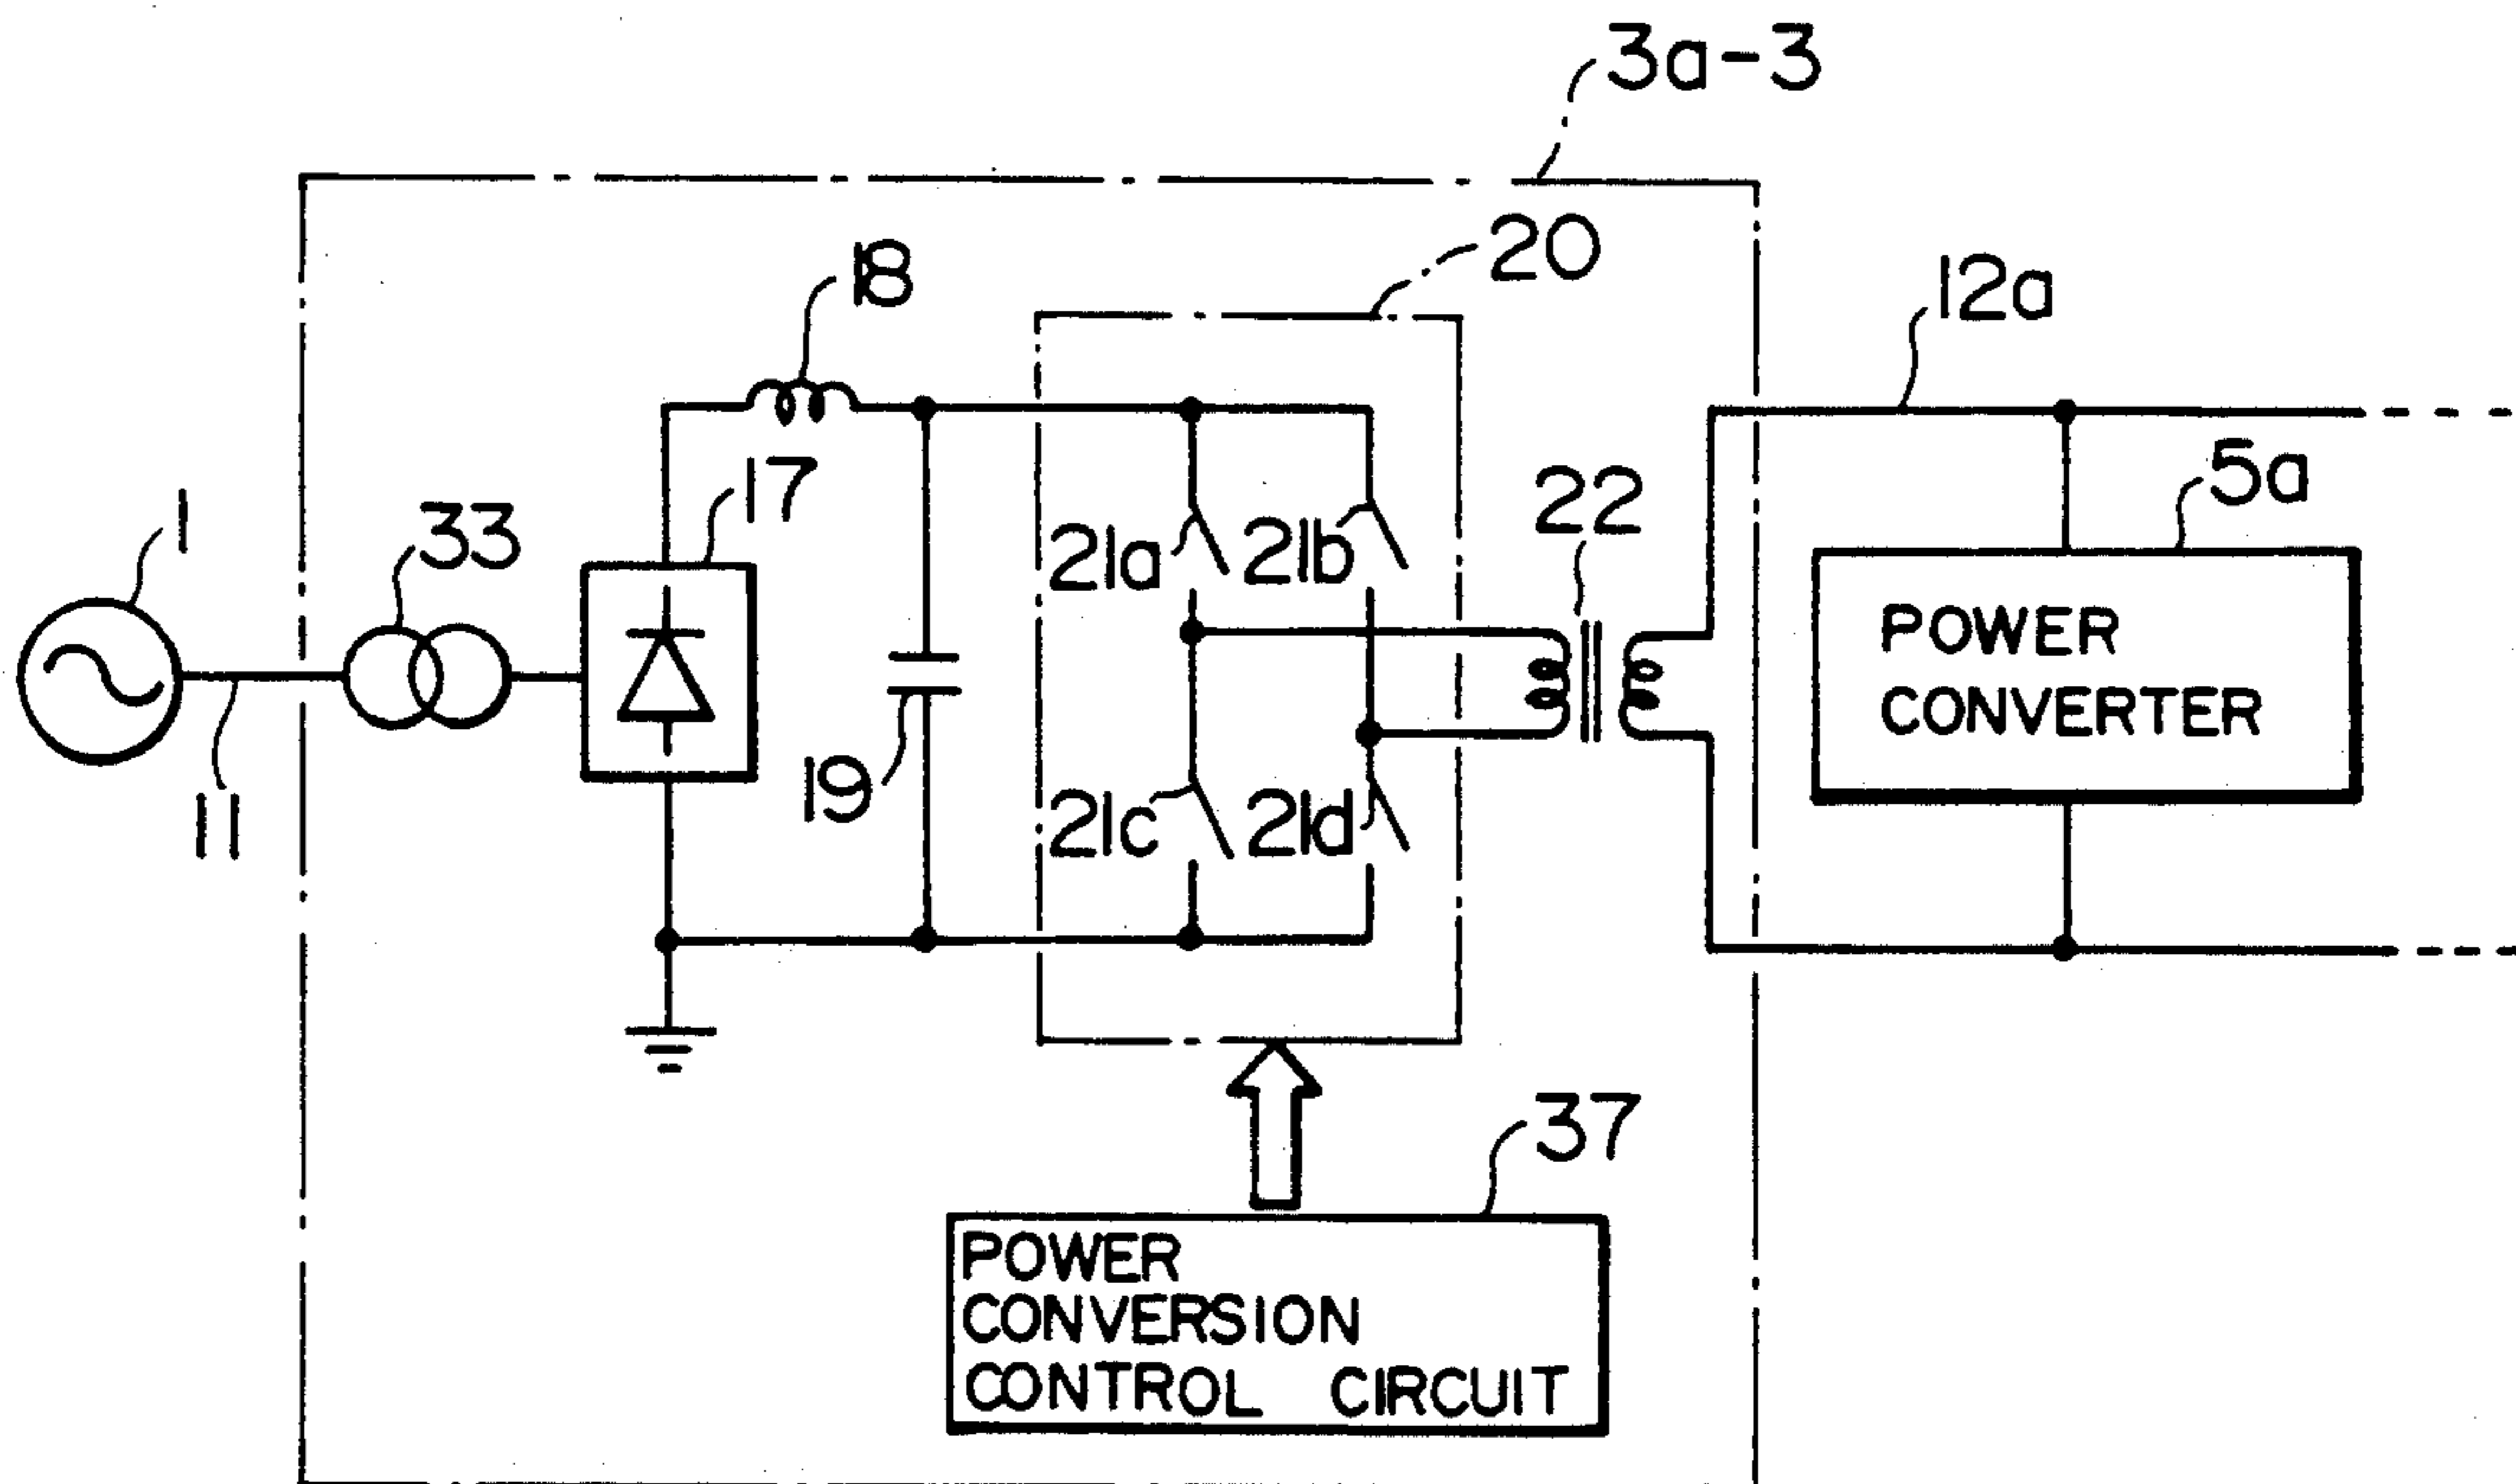 3a-3
20
18
12a
17
5a
22
1
33
21a
21b
POWER
CONVERTER
19
21c
21d
11
37
POWER
CONVERSION
CONTROL CIRCUIT